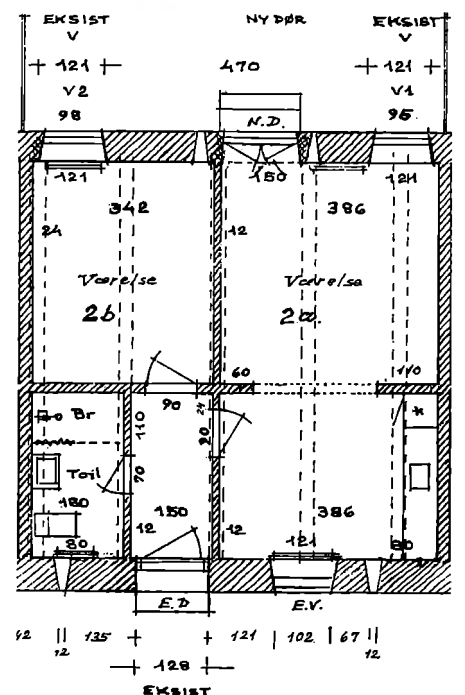 EKSIST NY DØR EKSIST
V V
121 470 121
V2 V1
98 N.D. 95
121 150 121
342 386
24 12
Værelse Værelse
2b 2a
60 110
90 24
Br 110 90
Toil 70
180 150 386
12 12
80 121 80
E.D E.V.
42 135 121 102 67
12 12
128
EKSIST